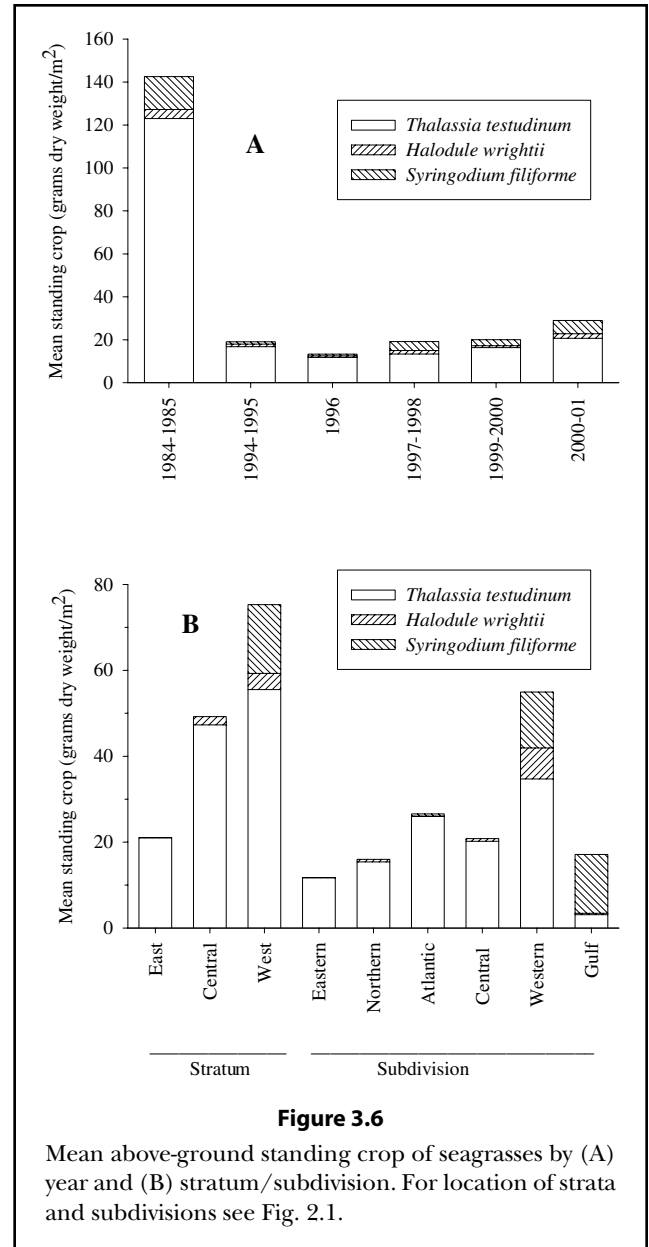 160
140
120
100
80
60
40
20
0
Mean standing crop (grams dry weight/m²)
A
Thalassia testudinum
Halodule wrightii
Syringodium filiforme
1984-1985
1994-1995
1996
1997-1998
1999-2000
2000-01
80
60
40
20
0
Mean standing crop (grams dry weight/m²)
B
Thalassia testudinum
Halodule wrightii
Syringodium filiforme
East
Central
West
Eastern
Northern
Atlantic
Central
Western
Gulf
Stratum
Subdivision
Figure 3.6
Mean above-ground standing crop of seagrasses by (A)
year and (B) stratum/subdivision. For location of strata
and subdivisions see Fig. 2.1.